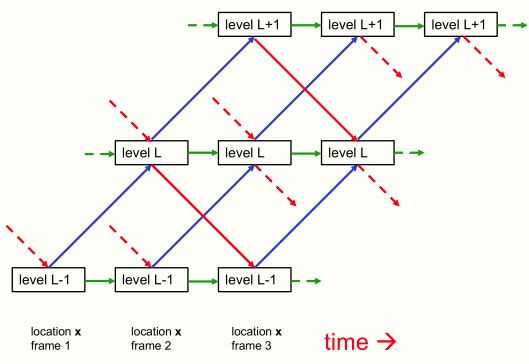 level L+1
level L+1
level L+1
level L
level L
level L
level L-1
level L-1
level L-1
location x
frame 1
location x
frame 2
location x
frame 3
time →